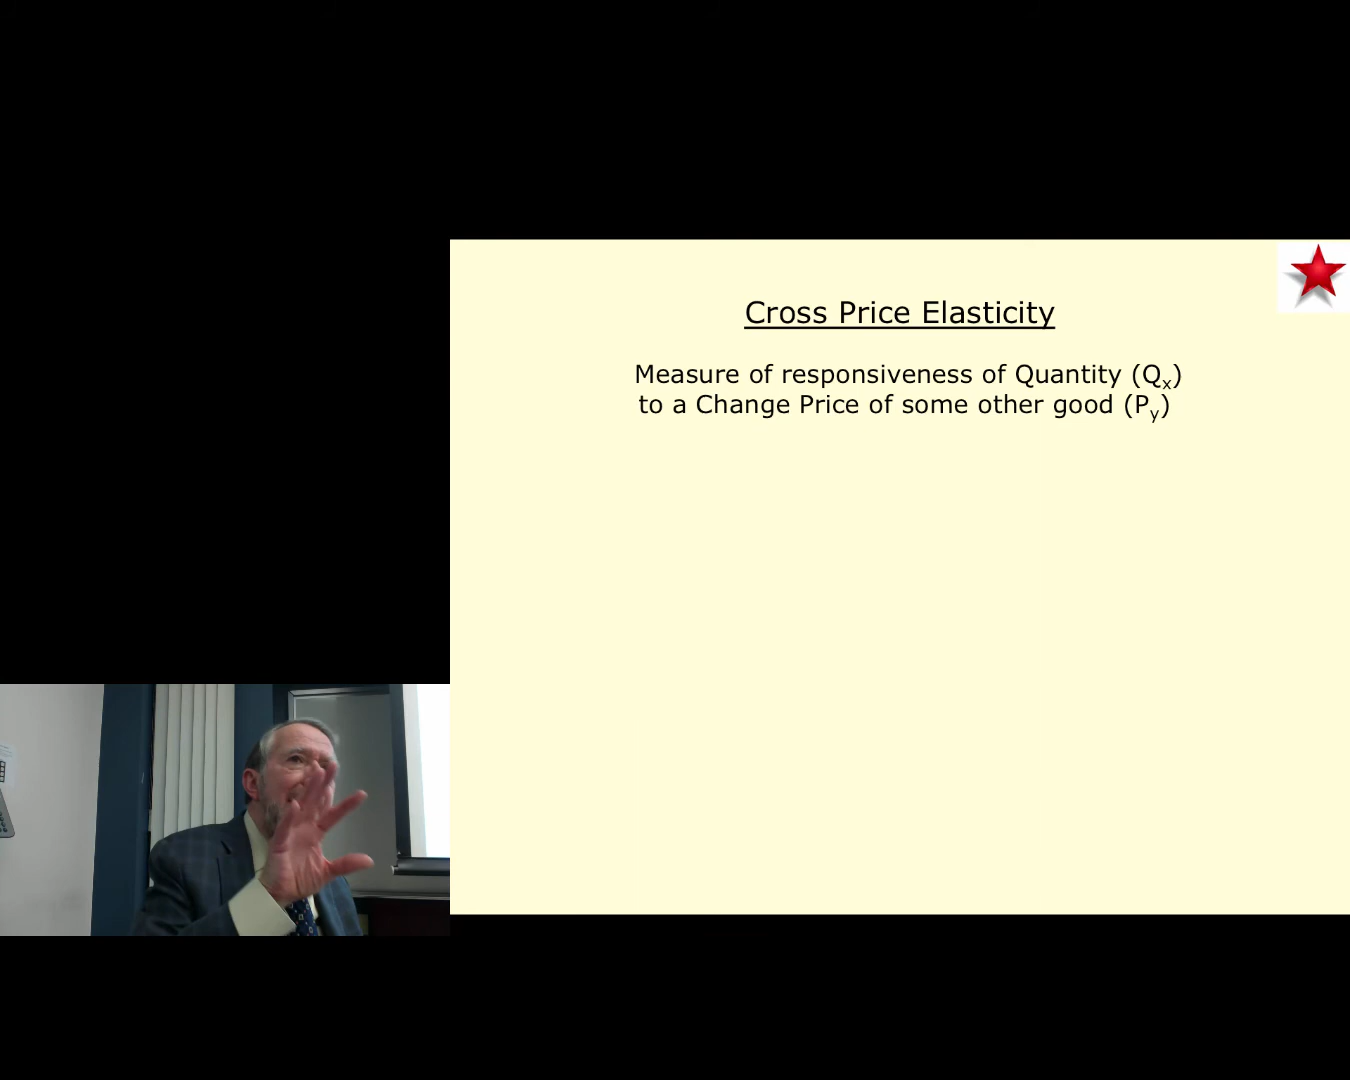 Cross Price Elasticity
Measure of responsiveness of Quantity (Qₓ)
to a Change Price of some other good (Py)